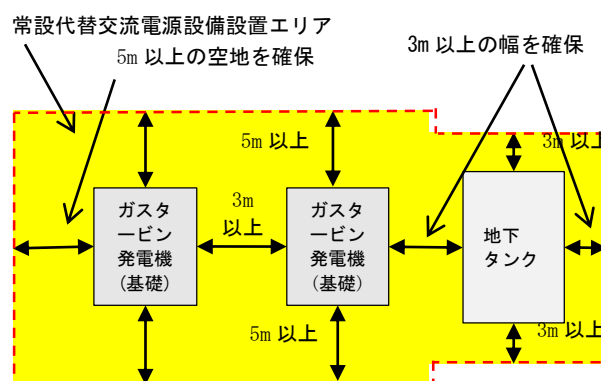 常設代替交流電源設備設置エリア
5m 以上の空地を確保
3m 以上の幅を確保
5m 以上
3m 以上
3m
以上
ガスタ
ービン
発電機
(基礎)
ガスタ
ービン
発電機
(基礎)
地下
タンク
5m 以上
3m 以上